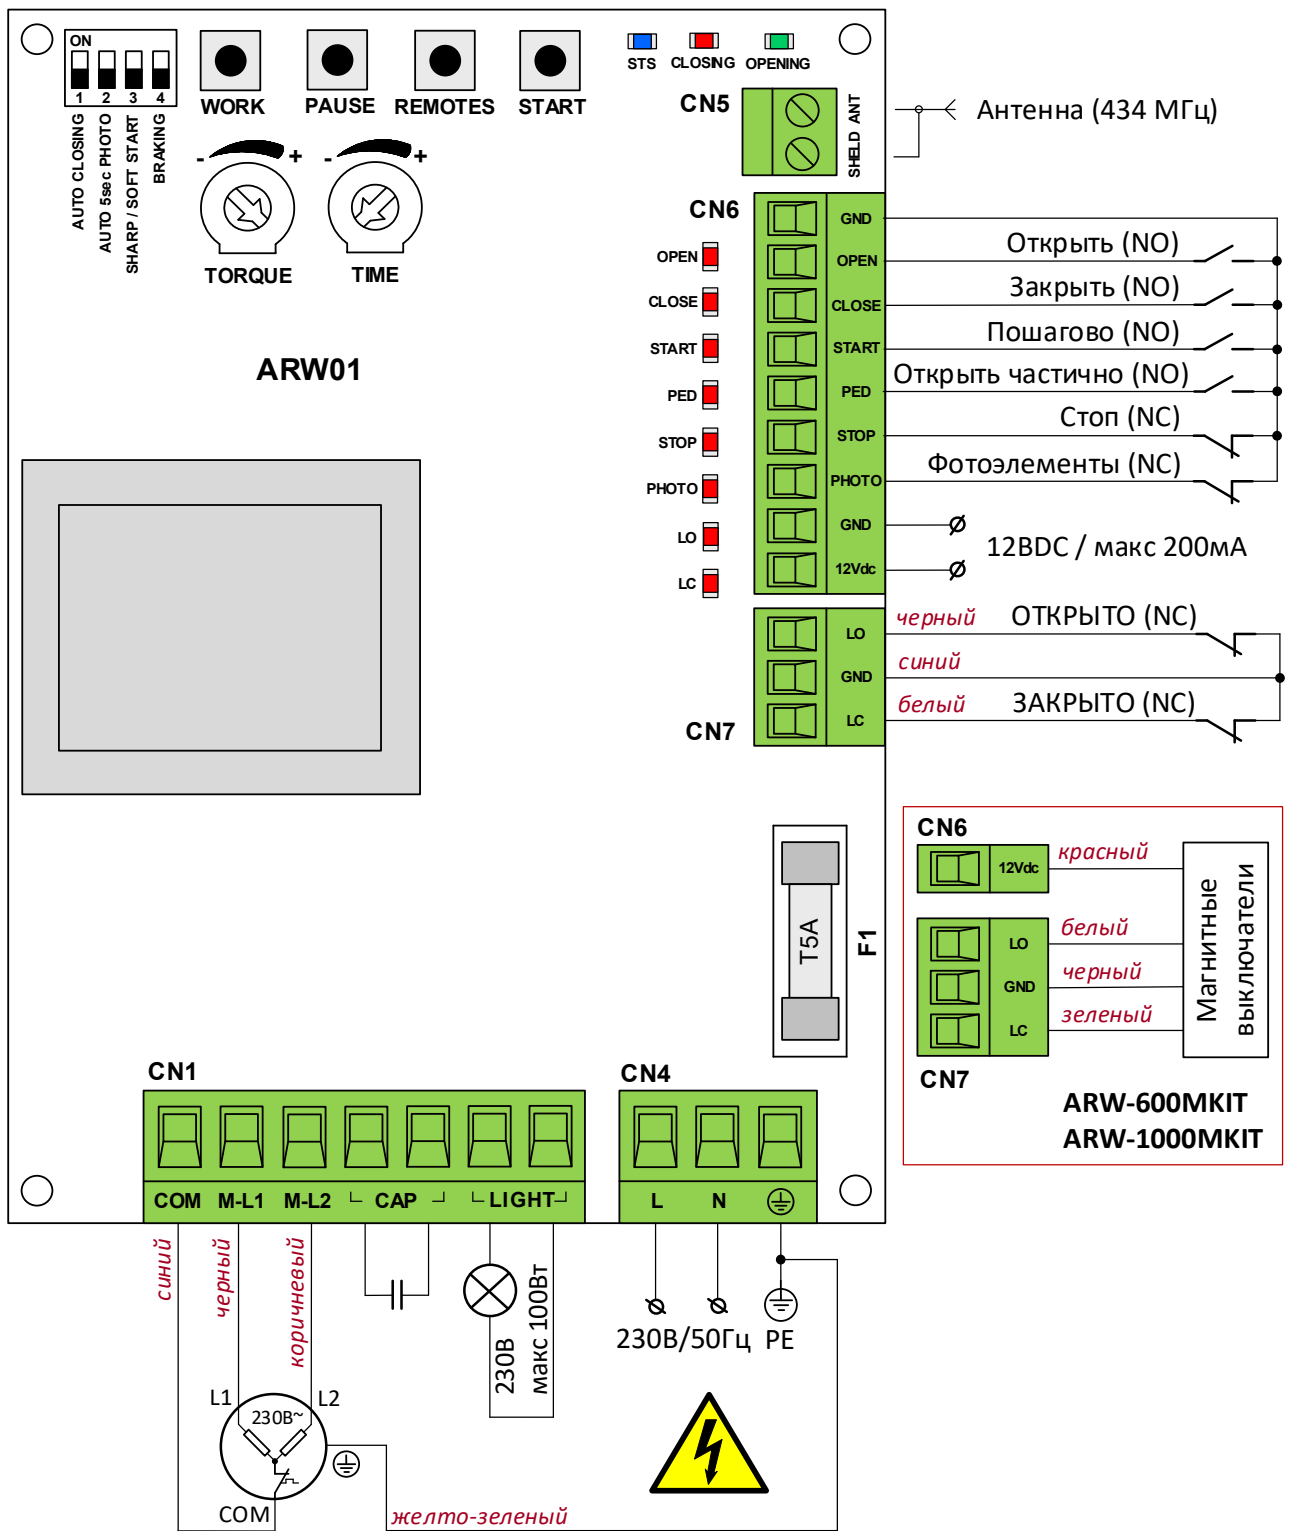 ON
1 2 3 4
AUTO CLOSING
AUTO 5sec PHOTO
SHARP / SOFT START
BRAKING
WORK
PAUSE
REMOTES
START
STS
CLOSING
OPENING
- +
TORQUE
- +
TIME
CN5
SHELD ANT
Антенна (434 МГц)
ARW01
CN6
OPEN
CLOSE
START
PED
STOP
PHOTO
LO
LC
GND
OPEN
CLOSE
START
PED
STOP
PHOTO
GND
12Vdc
Открыть (NO)
Закрыть (NO)
Пошагово (NO)
Открыть частично (NO)
Стоп (NC)
Фотоэлементы (NC)
12ВDC / макс 200мА
CN7
LO
GND
LC
черный
ОТКРЫТО (NC)
синий
белый
ЗАКРЫТО (NC)
T5A
F1
CN6
12Vdc
красный
LO
GND
LC
белый
черный
зеленый
Магнитные
выключатели
CN7
ARW-600MKIT
ARW-1000MKIT
CN1
COM
M-L1
M-L2
CAP
LIGHT
CN4
L
N
синий
черный
коричневый
230В
макс 100Вт
230В/50Гц
PE
L1
L2
230В~
COM
желто-зеленый